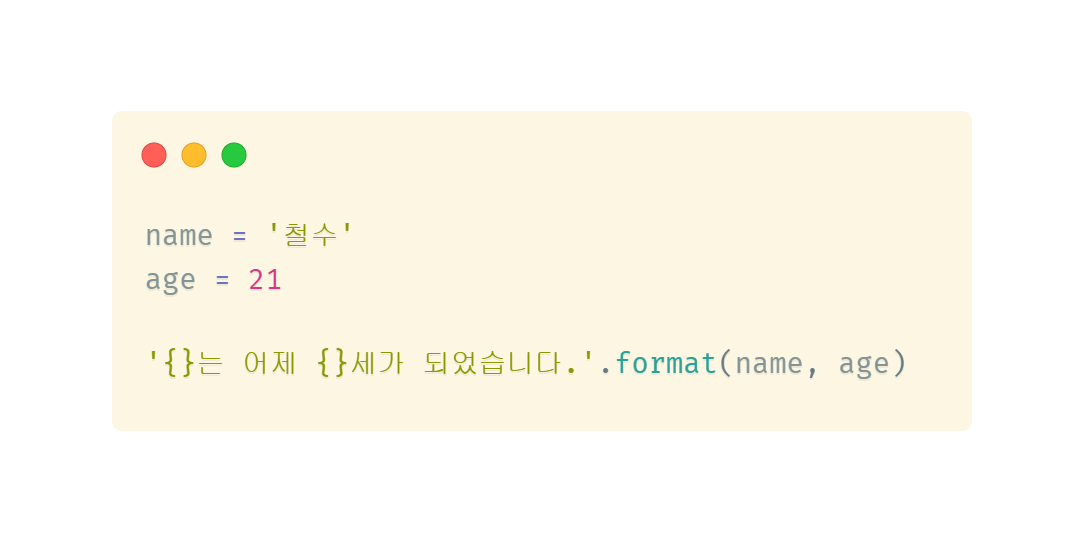 name = '철수'
age = 21
'{}는 어제 {}세가 되었습니다.'.format(name, age)